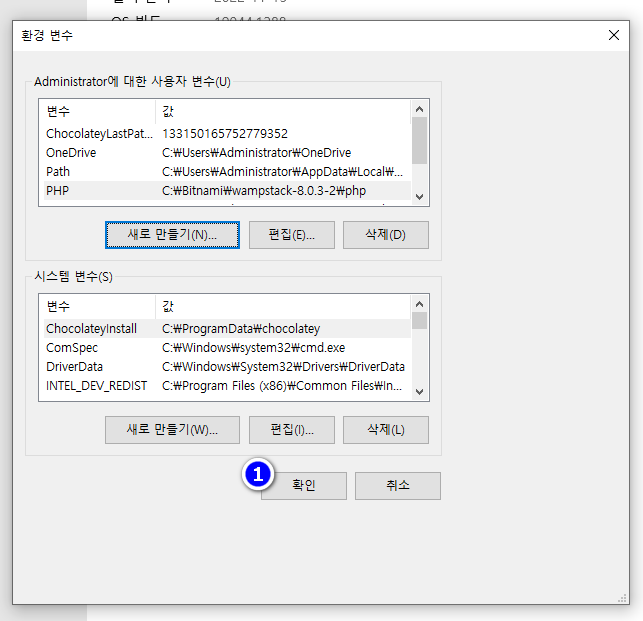 환경 변수
Administrator에 대한 사용자 변수(U)
변수 값
ChocolateyLastPat... 133150165752779352
OneDrive C:₩Users₩Administrator₩OneDrive
Path C:₩Users₩Administrator₩AppData₩Local₩...
PHP C:₩Bitnami₩wampstack-8.0.3-2₩php
새로 만들기(N)... 편집(E)... 삭제(D)
시스템 변수(S)
변수 값
ChocolateyInstall C:₩ProgramData₩chocolatey
ComSpec C:₩Windows₩system32₩cmd.exe
DriverData C:₩Windows₩System32₩Drivers₩DriverData
INTEL_DEV_REDIST C:₩Program Files (x86)₩Common Files₩In...
새로 만들기(W)... 편집(I)... 삭제(L)
1 확인 취소